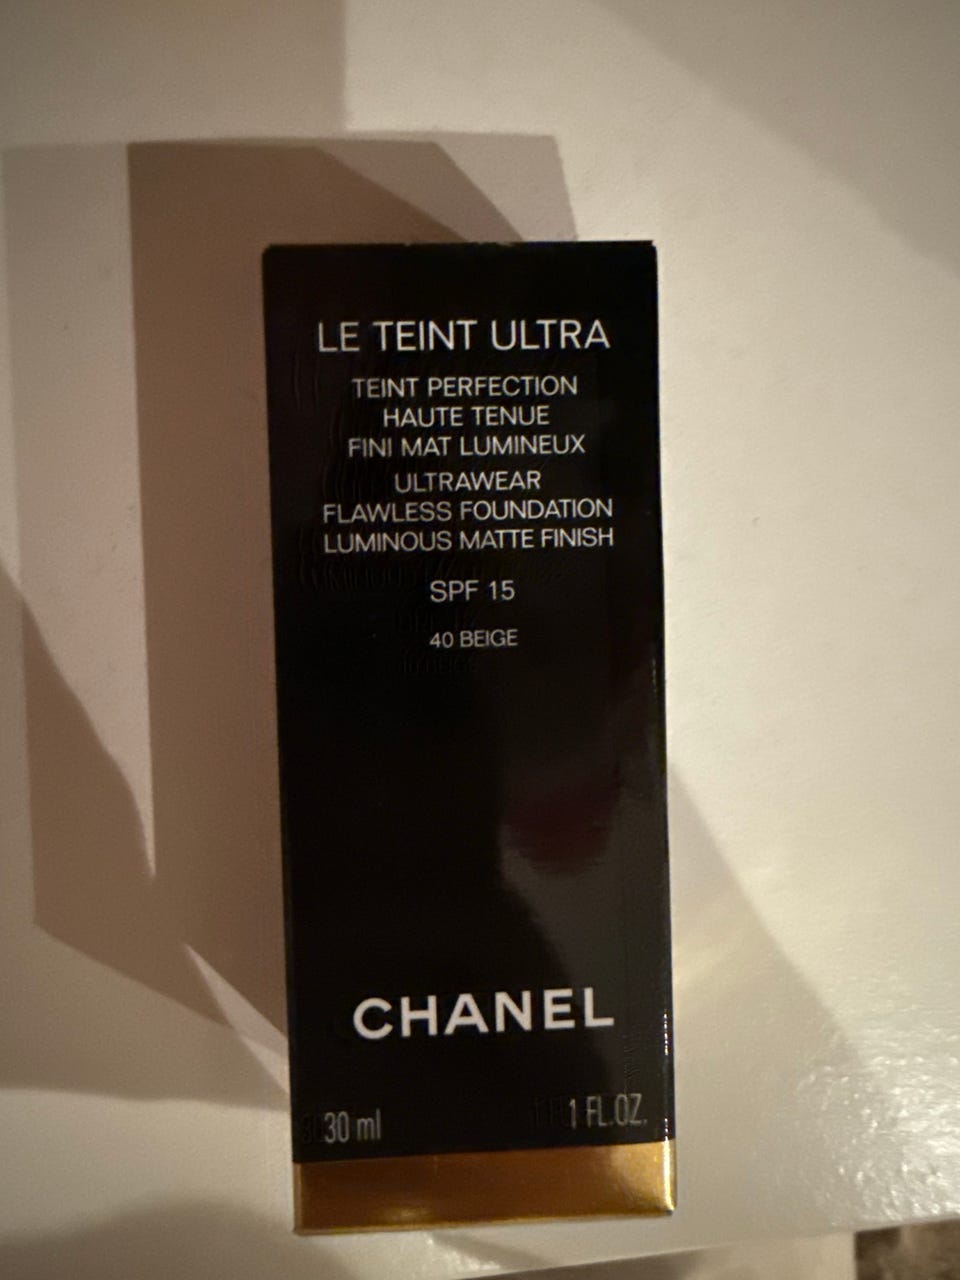 LE TEINT ULTRA
TEINT PERFECTION
HAUTE TENUE
FINI MAT LUMINEUX
ULTRAWEAR
FLAWLESS FOUNDATION
LUMINOUS MATTE FINISH
SPF 15
40 BEIGE
CHANEL
30 ml 1 FL.OZ.